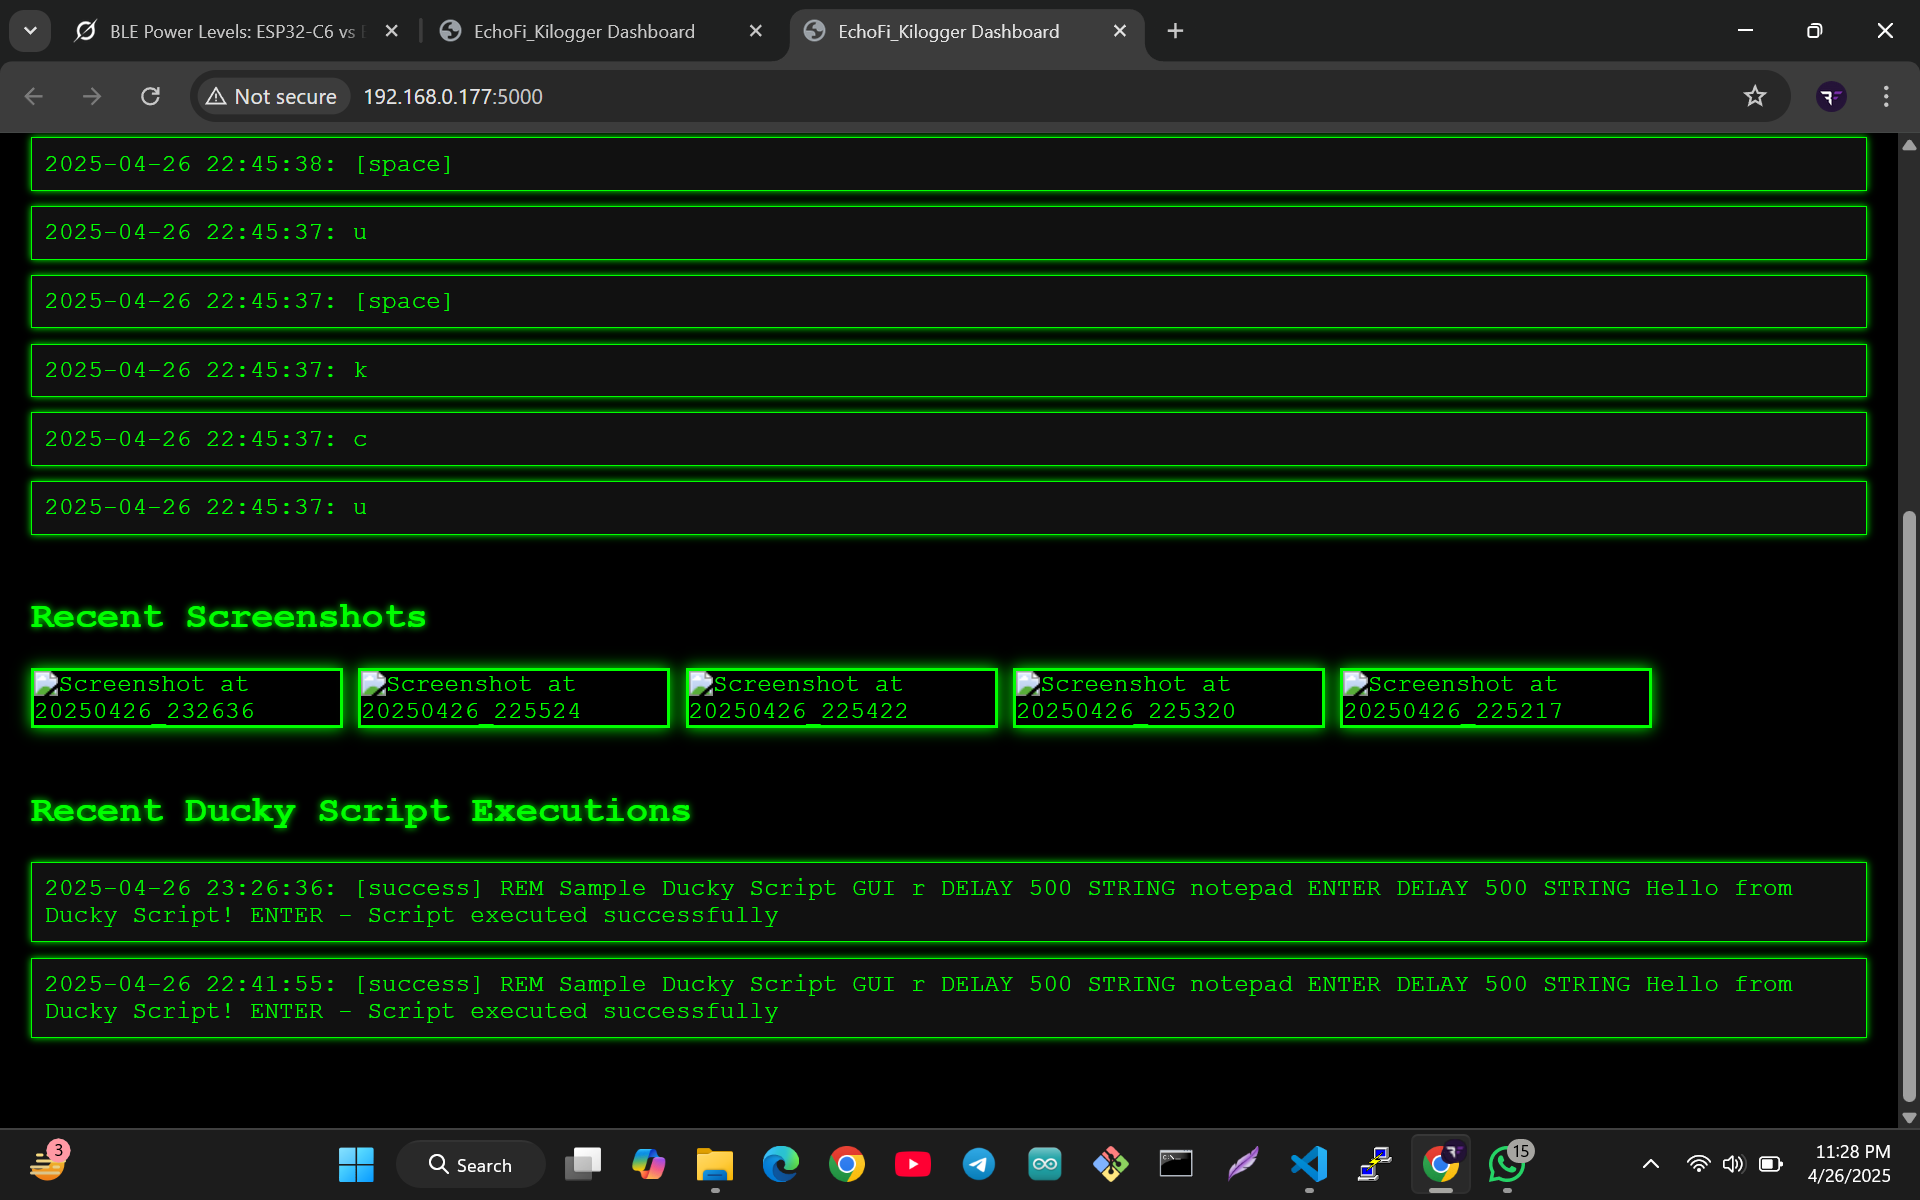 BLE Power Levels: ESP32-C6 vs
EchoFi_Kilogger Dashboard
EchoFi_Kilogger Dashboard
Not secure
192.168.0.177:5000
2025-04-26 22:45:38: [space]
2025-04-26 22:45:37: u
2025-04-26 22:45:37: [space]
2025-04-26 22:45:37: k
2025-04-26 22:45:37: c
2025-04-26 22:45:37: u
Recent Screenshots
Screenshot at
20250426_232636
Screenshot at
20250426_225524
Screenshot at
20250426_225422
Screenshot at
20250426_225320
Screenshot at
20250426_225217
Recent Ducky Script Executions
2025-04-26 23:26:36: [success] REM Sample Ducky Script GUI r DELAY 500 STRING notepad ENTER DELAY 500 STRING Hello from
Ducky Script! ENTER - Script executed successfully
2025-04-26 22:41:55: [success] REM Sample Ducky Script GUI r DELAY 500 STRING notepad ENTER DELAY 500 STRING Hello from
Ducky Script! ENTER - Script executed successfully
3
Search
15
11:28 PM
4/26/2025